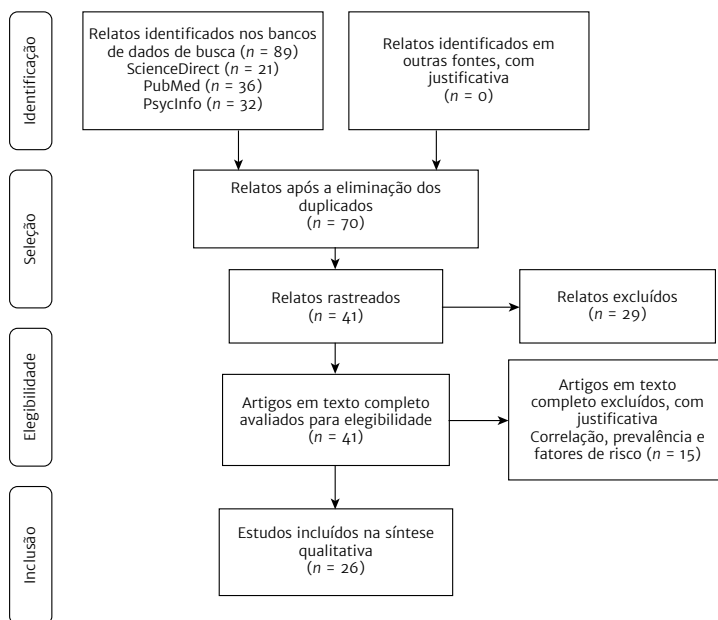 Identificação
Relatos identificados nos bancos
de dados de busca (n = 89)
ScienceDirect (n = 21)
PubMed (n = 36)
PsycInfo (n = 32)
Relatos identificados em
outras fontes, com
justificativa
(n = 0)
Seleção
Relatos após a eliminação dos
duplicados
(n = 70)
Relatos rastreados
(n = 41)
Relatos excluídos
(n = 29)
Elegibilidade
Artigos em texto completo
avaliados para elegibilidade
(n = 41)
Artigos em texto
completo excluídos, com
justificativa
Correlação, prevalência e
fatores de risco (n = 15)
Inclusão
Estudos incluídos na síntese
qualitativa
(n = 26)